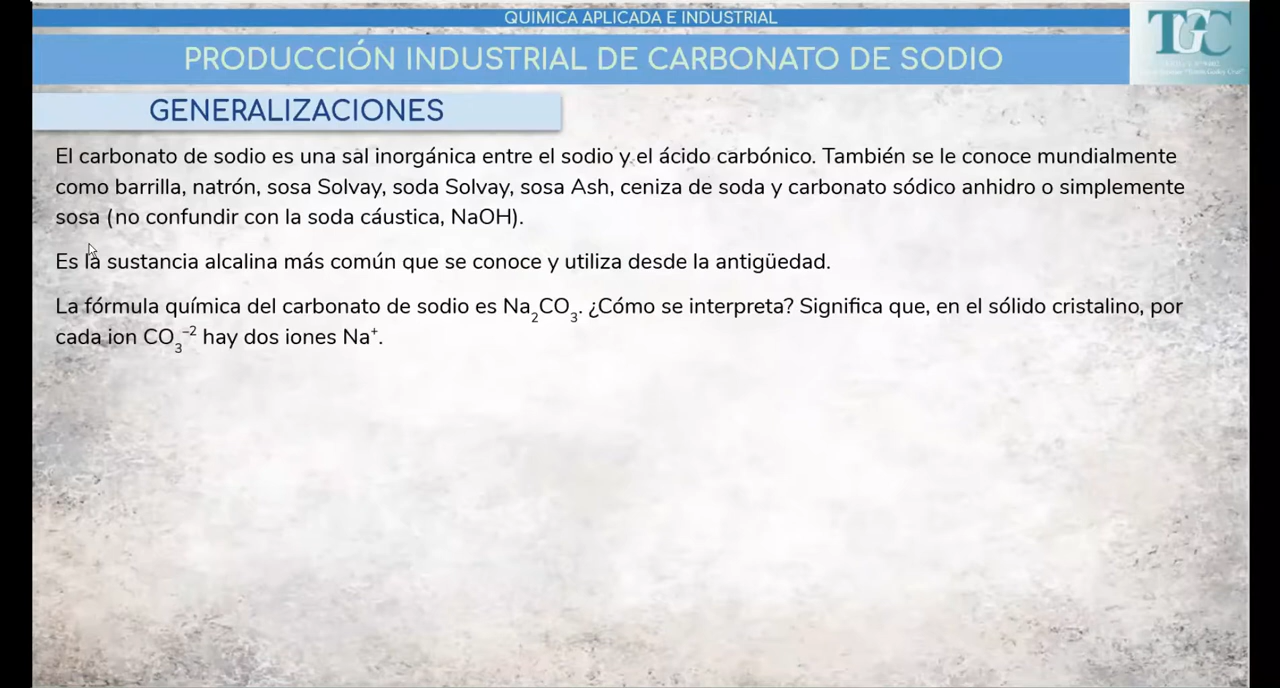 QUIMICA APLICADA E INDUSTRIAL
PRODUCCIÓN INDUSTRIAL DE CARBONATO DE SODIO
TGC
GENERALIZACIONES
El carbonato de sodio es una sal inorgánica entre el sodio y el ácido carbónico. También se le conoce mundialmente
como barrilla, natrón, sosa Solvay, soda Solvay, sosa Ash, ceniza de soda y carbonato sódico anhidro o simplemente
sosa (no confundir con la soda cáustica, NaOH).
Es la sustancia alcalina más común que se conoce y utiliza desde la antigüedad.
La fórmula química del carbonato de sodio es Na₂CO₃. ¿Cómo se interpreta? Significa que, en el sólido cristalino, por
cada ion CO₃⁻² hay dos iones Na⁺.